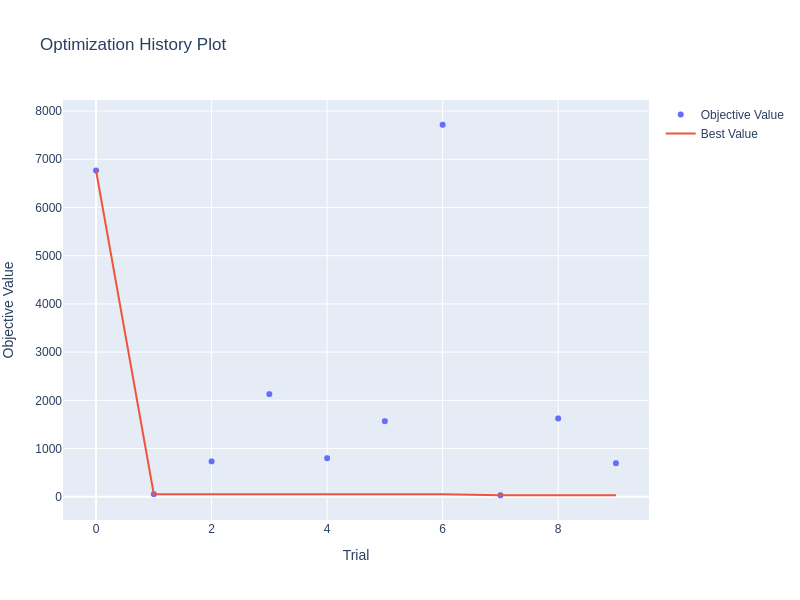 Optimization History Plot
8000
7000
6000
5000
4000
3000
2000
1000
0
0
2
4
6
8
Trial
Objective Value
Objective Value
Best Value